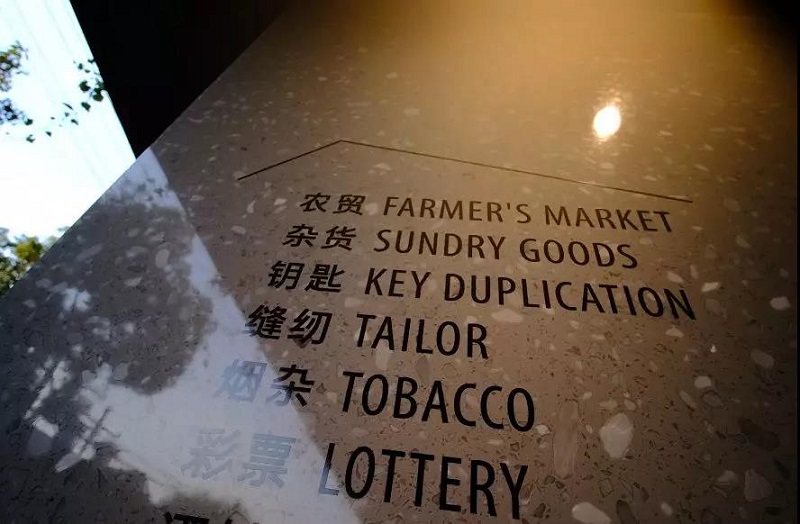 农贸 FARMER'S MARKET
杂货 SUNDRY GOODS
钥匙 KEY DUPLICATION
缝纫 TAILOR
烟杂 TOBACCO
彩票 LOTTERY